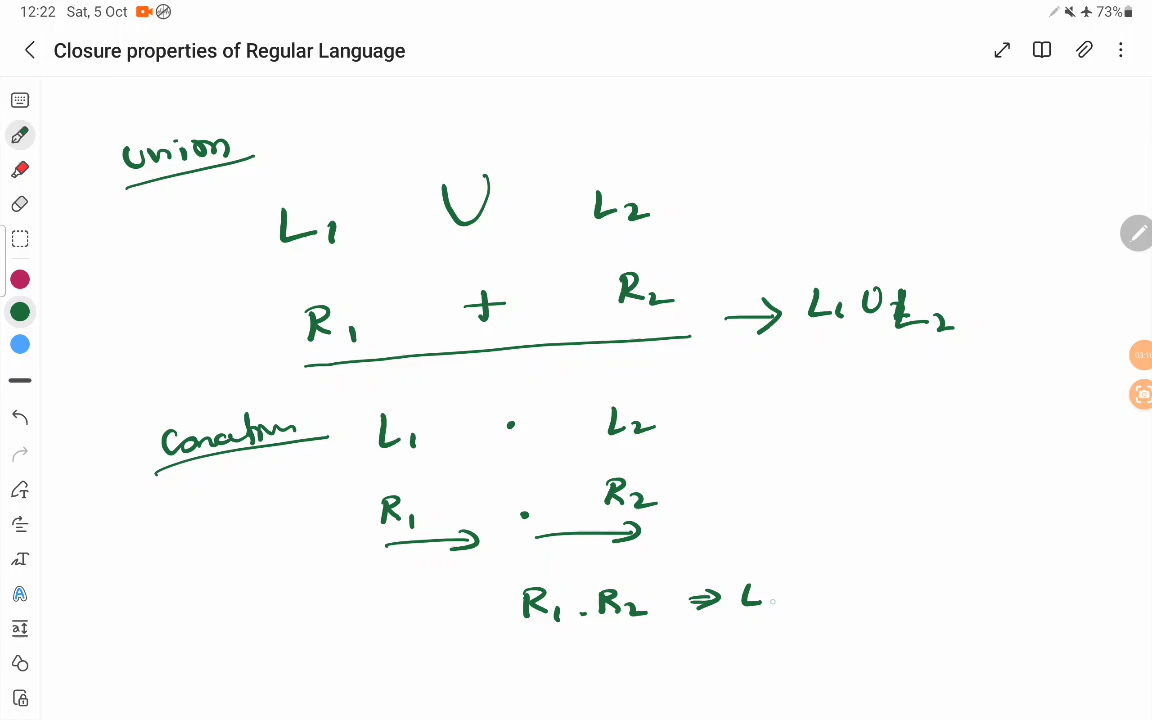 12:22 Sat, 5 Oct 73%
Closure properties of Regular Language
union
L1 U L2
R1 + R2 → L1 U L2
L1 . L2
R1 . R2
R1 . R2 ⇒ L